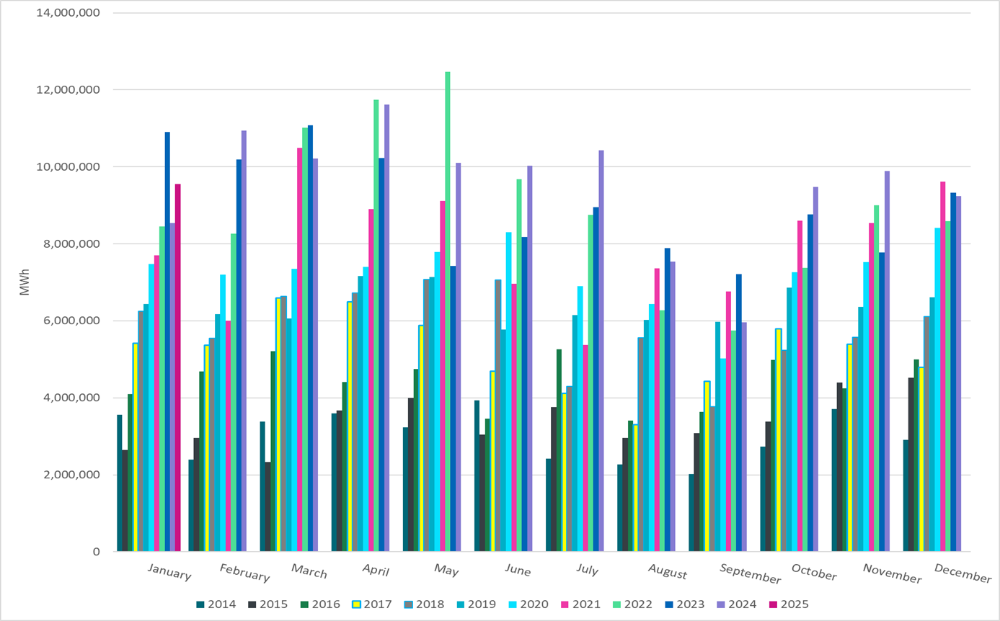 14,000,000
12,000,000
10,000,000
8,000,000
6,000,000
4,000,000
2,000,000
0
MWh
January February March April May June July August September October November December
2014 2015 2016 2017 2018 2019 2020 2021 2022 2023 2024 2025